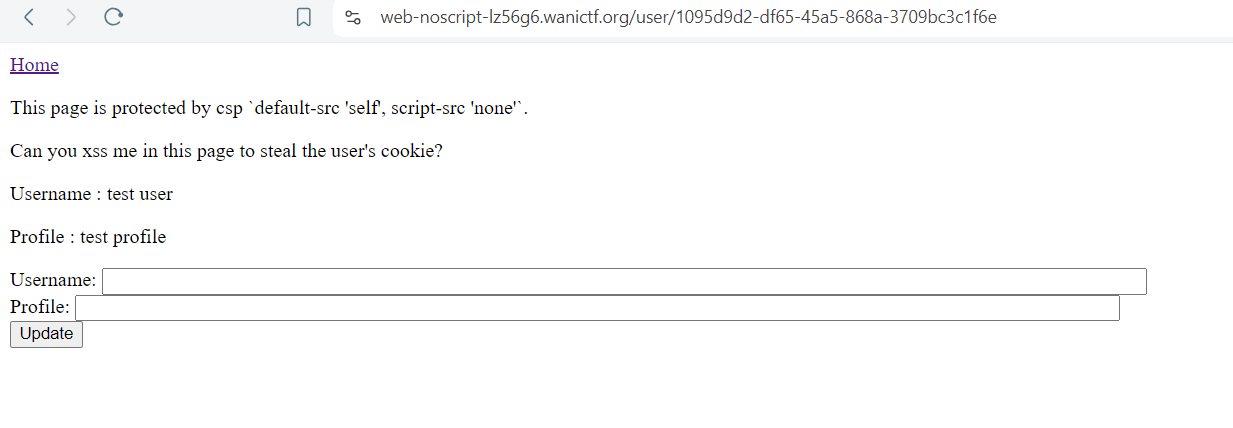 web-noscript-lz56g6.wanictf.org/user/1095d9d2-df65-45a5-868a-3709bc3c1f6e
Home
This page is protected by csp `default-src 'self', script-src 'none'`.
Can you xss me in this page to steal the user's cookie?
Username : test user
Profile : test profile
Username:
Profile:
Update